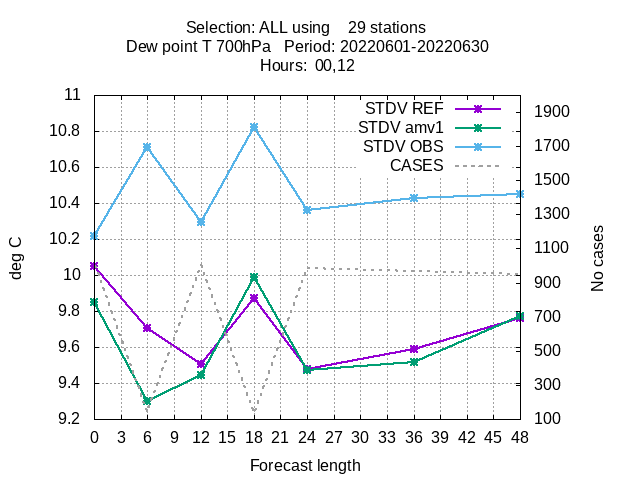 Selection: ALL using    29 stations
Dew point T 700hPa   Period: 20220601-20220630
Hours:  00,12
STDV REF
STDV amv1
STDV OBS
CASES
deg C
11
10.8
10.6
10.4
10.2
10
9.8
9.6
9.4
9.2
No cases
1900
1700
1500
1300
1100
900
700
500
300
100
0 3 6 9 12 15 18 21 24 27 30 33 36 39 42 45 48
Forecast length